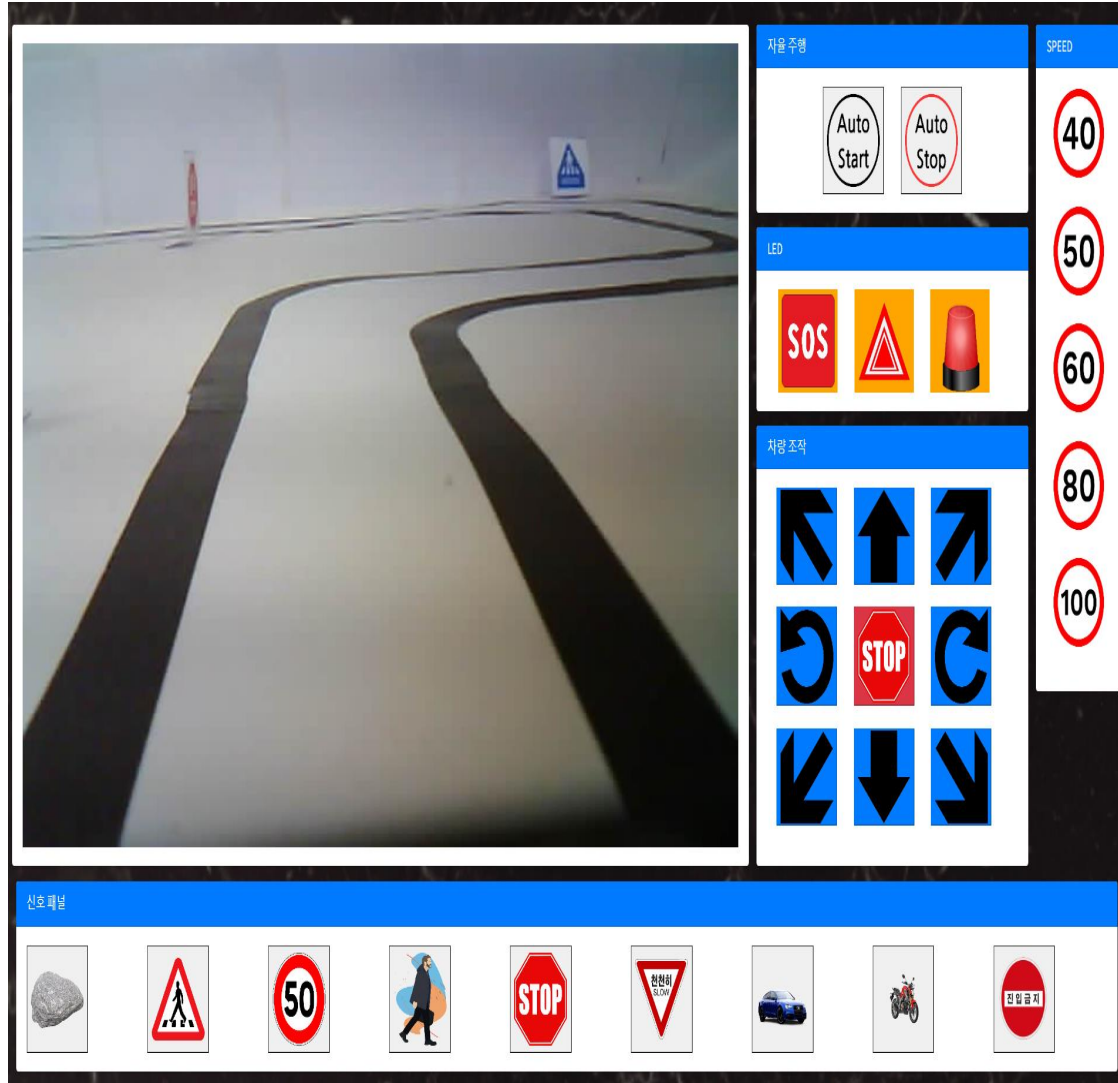 자율 주행
Auto
Start
Auto
Stop
SPEED
40
50
60
80
100
LED
SOS
차량 조작
STOP
신호 패널
50
STOP
천천히
SLOW
진입금지